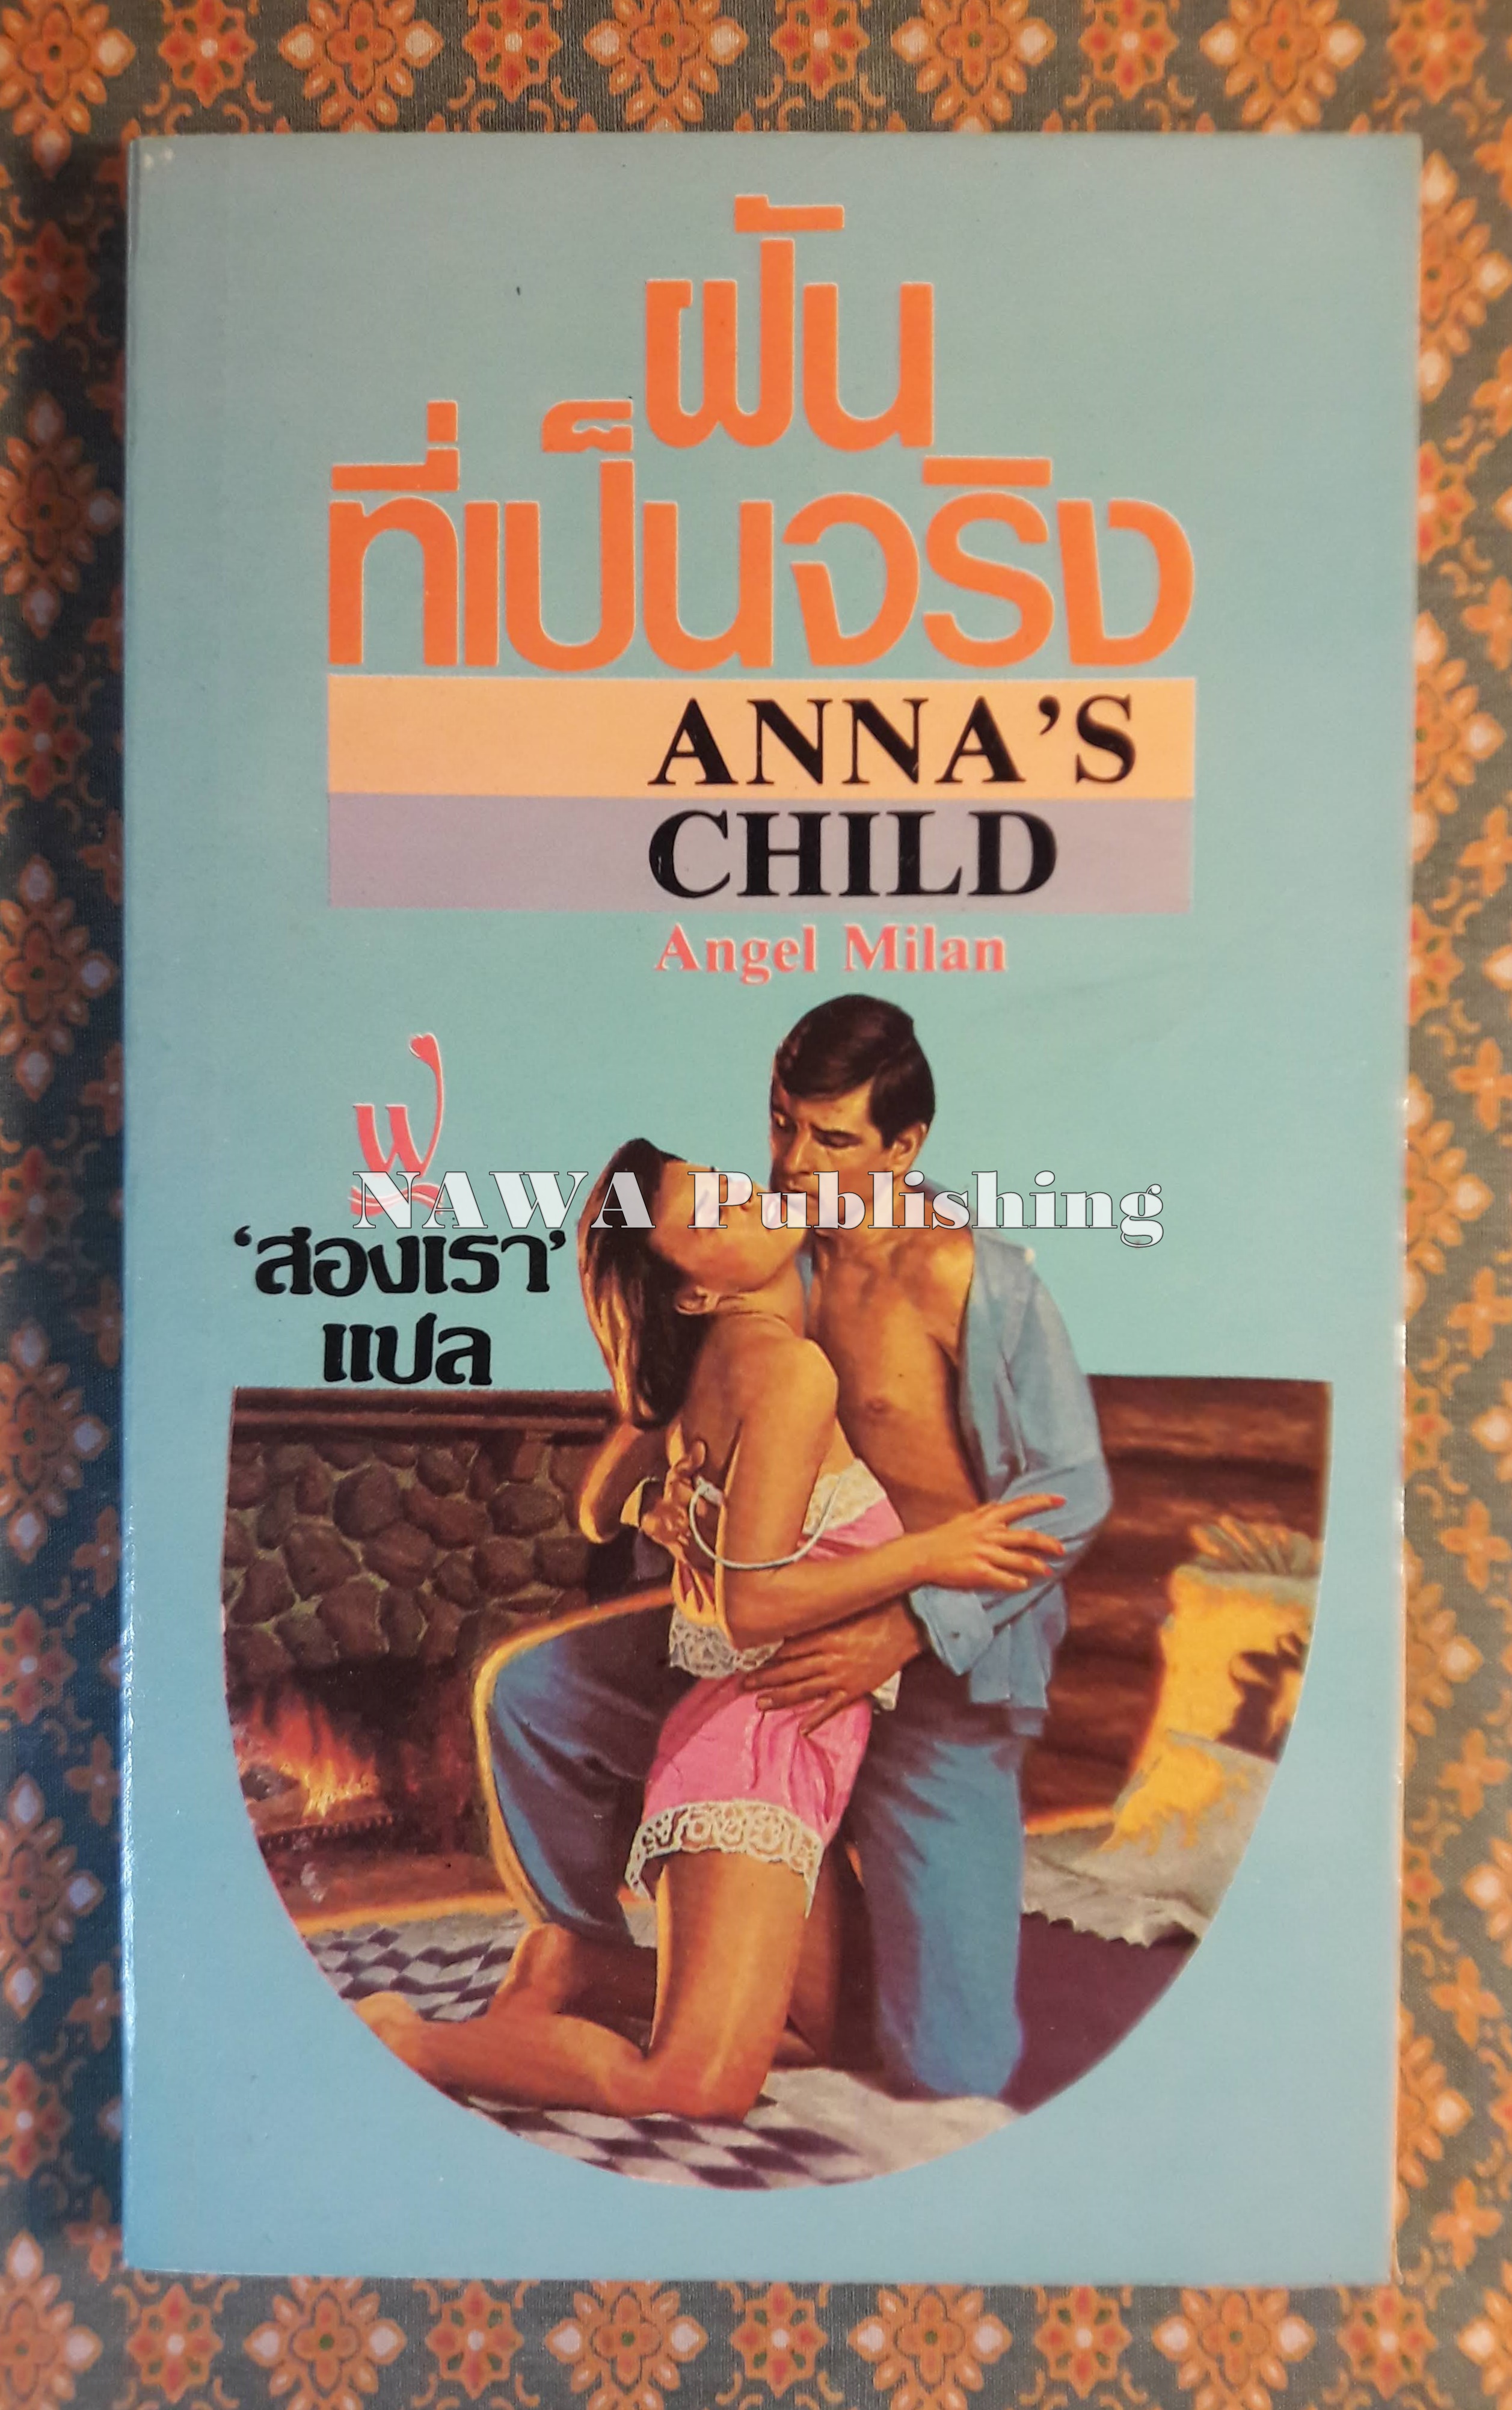 ฝัน
ที่เป็นจริง
ANNA'S
CHILD
Angel Milan
NAWA Publishing
'สองเรา'
แปล